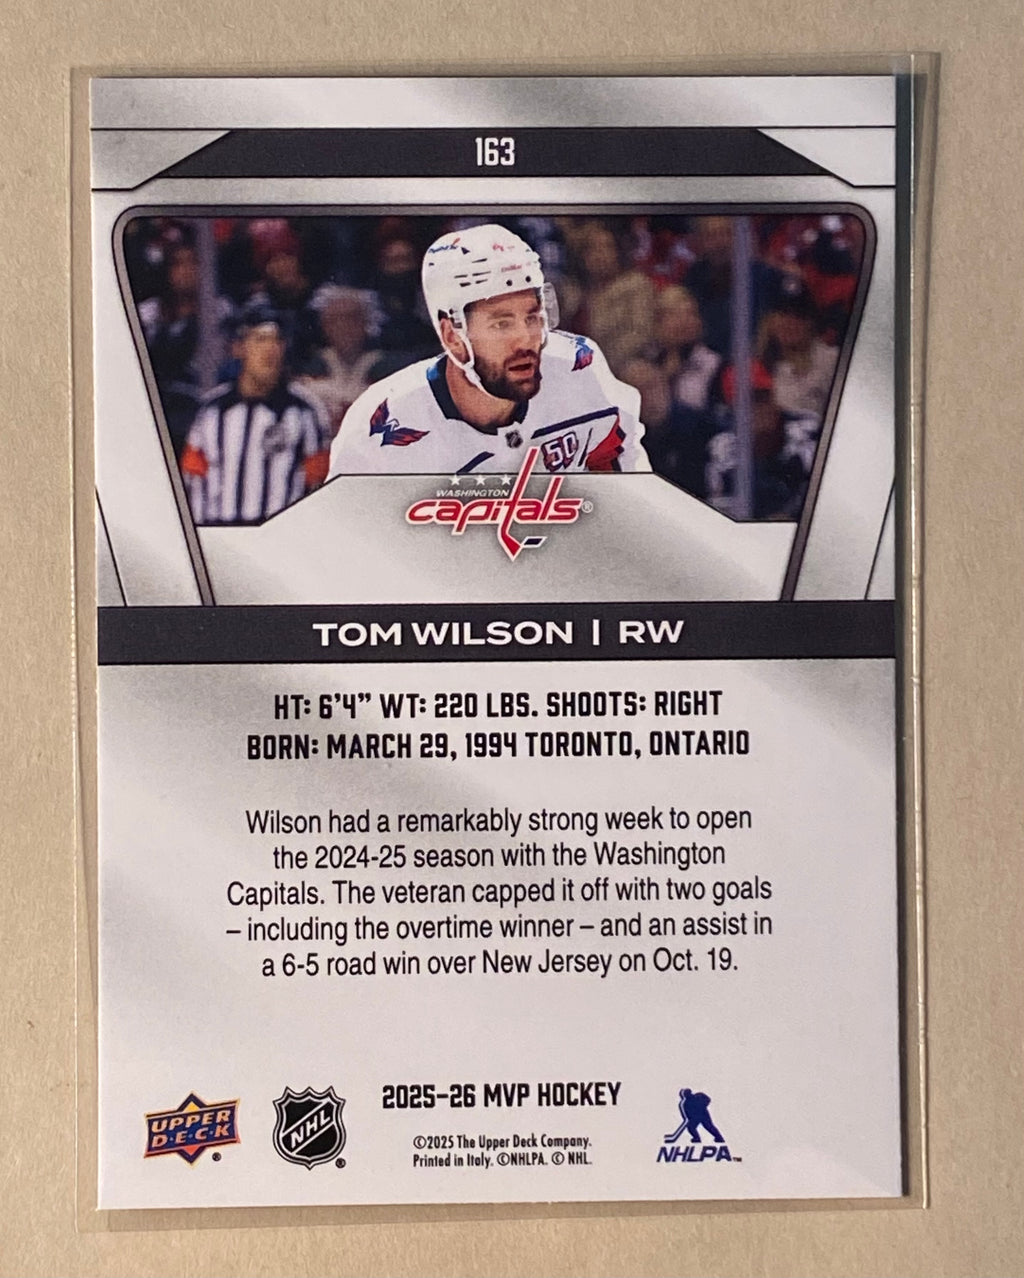 163
50
WASHINGTON
capitals®
TOM WILSON | RW
HT: 6'4” WT: 220 LBS. SHOOTS: RIGHT
BORN: MARCH 29, 1994 TORONTO, ONTARIO
Wilson had a remarkably strong week to open
the 2024-25 season with the Washington
Capitals. The veteran capped it off with two goals
– including the overtime winner – and an assist in
a 6-5 road win over New Jersey on Oct. 19.
UPPER
D·E·C·K®
NHL®
2025-26 MVP HOCKEY
©2025 The Upper Deck Company.
Printed in Italy. ©NHLPA. © NHL.
NHLPA™